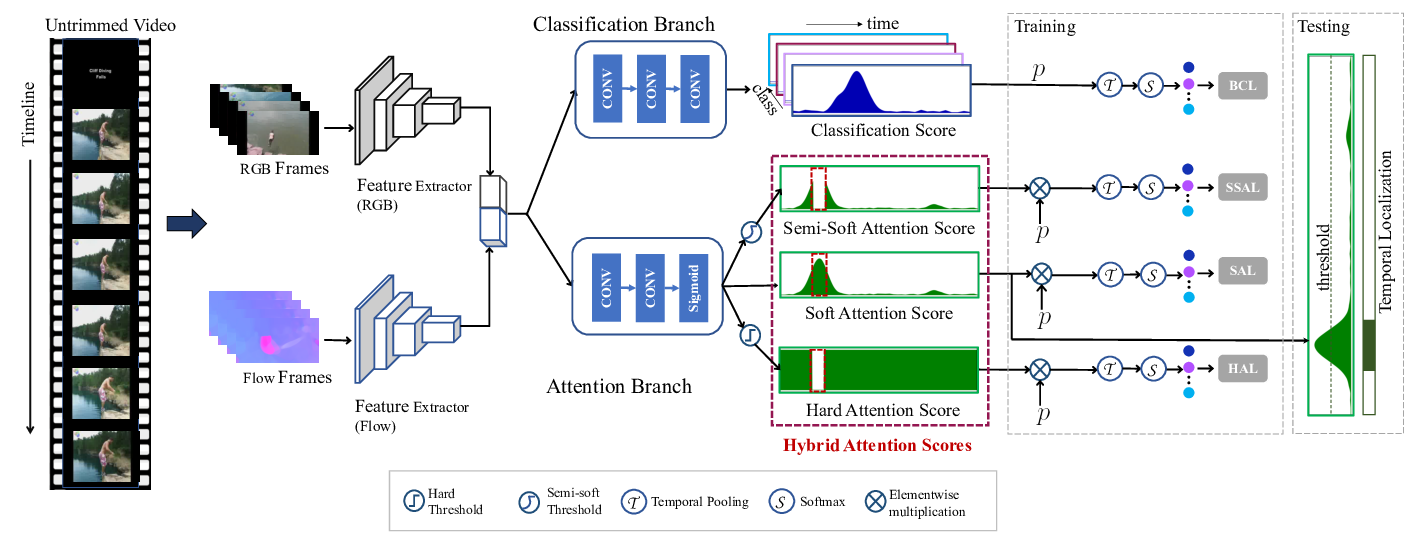 Untrimmed Video
Timeline
Cliff Diving
Fails
RGB Frames
Flow Frames
Feature Extractor
(RGB)
Feature Extractor
(Flow)
Classification Branch
CONV
CONV
CONV
Attention Branch
CONV
CONV
Sigmoid
time
class
Classification Score
Semi-Soft Attention Score
Soft Attention Score
Hard Attention Score
Hybrid Attention Scores
Training
p
T
S
BCL
p
T
S
SSAL
p
T
S
SAL
p
T
S
HAL
Testing
threshold
Temporal Localization
Hard
Threshold
Semi-soft
Threshold
T
Temporal Pooling
S
Softmax
Elementwise
multiplication